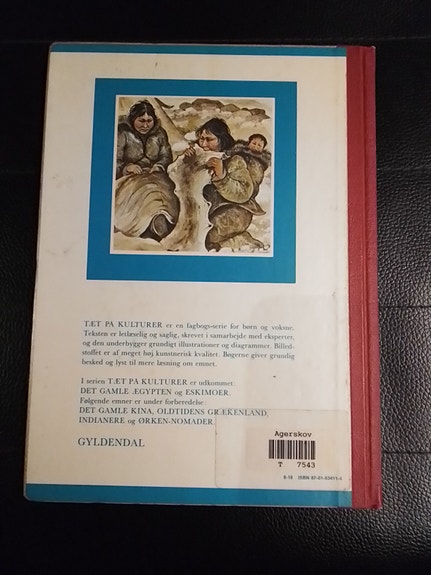 TÆT PA KULTURER er en fagbogs-serie for børn og voksne.
Teksten er letlæselig og saglig, skrevet i samarbejde med eksperter,
og den underbygger grundigt illustrationer og diagrammet. Billed-
stoffet er af meget høj kunstnerisk kvalitet. Bøgerne giver grundig
besked og lyst til mere læsning om emnet.
I serien TÆT PA KULTURER er udkommet:
DET GAMLE ÆGYPTEN og ESKIMOER.
Følgende emner er under forberedelse:
DET GAMLE KINA, OLDTIDENS GRÆKENLAND,
INDIANERE og ØRKEN-NOMADER.
GYLDENDAL
Agerskov
T 7543